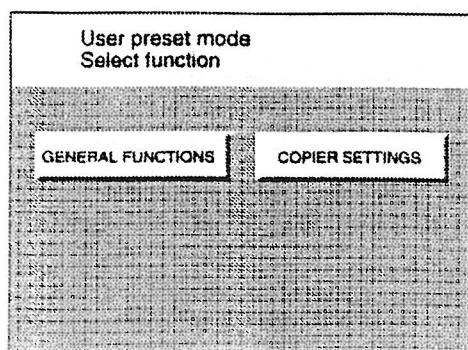 User preset mode
Select function
GENERAL FUNCTIONS
COPIER SETTINGS